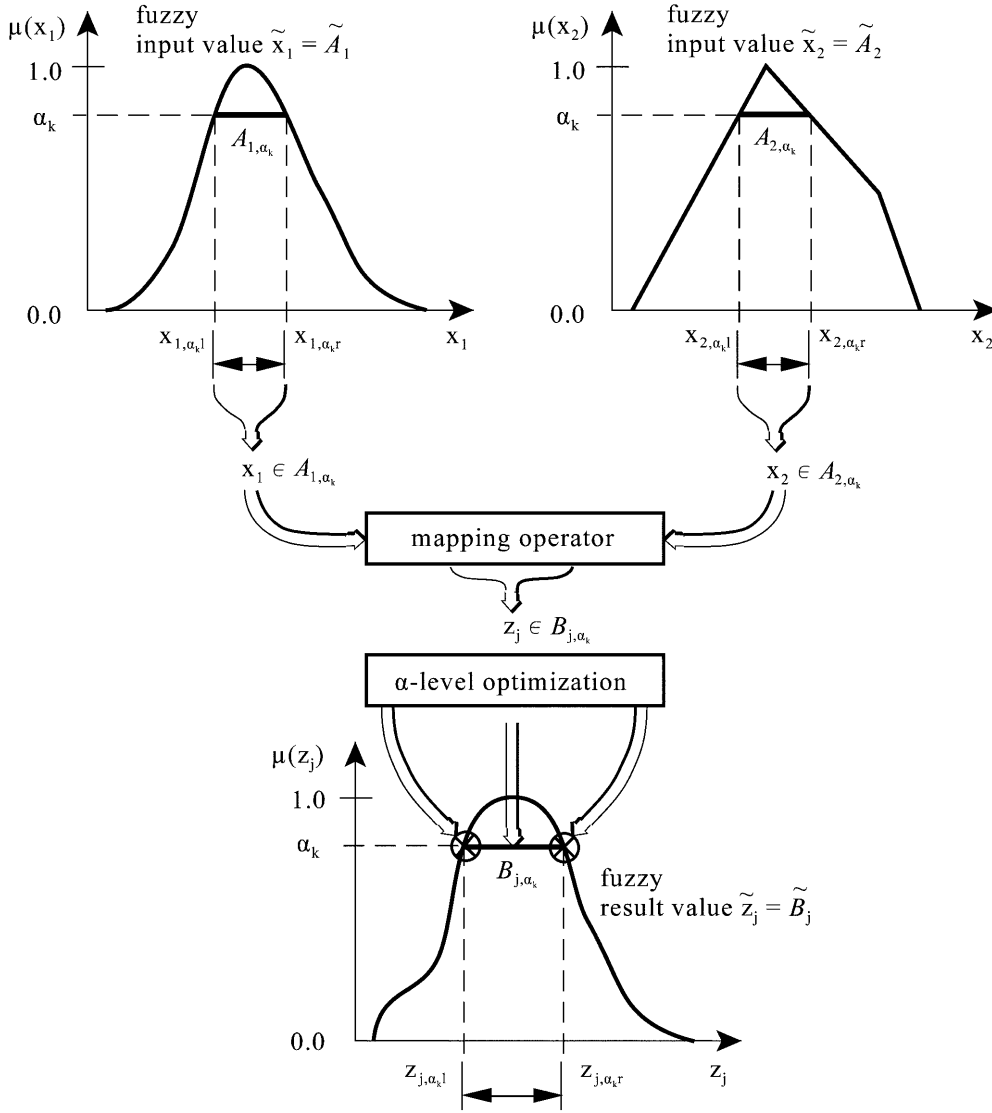 fuzzy
input value x̃₁ = Ã₁
μ(x₁)
1.0
αₖ
A₁,αₖ
0.0
x₁,αₖl
x₁,αₖr
x₁
fuzzy
input value x̃₂ = Ã₂
μ(x₂)
1.0
αₖ
A₂,αₖ
0.0
x₂,αₖl
x₂,αₖr
x₂
x₁ ∈ A₁,αₖ
x₂ ∈ A₂,αₖ
mapping operator
zⱼ ∈ Bⱼ,αₖ
α-level optimization
μ(zⱼ)
1.0
αₖ
Bⱼ,αₖ
fuzzy
result value z̃ⱼ = B̃ⱼ
0.0
zⱼ,αₖl
zⱼ,αₖr
zⱼ